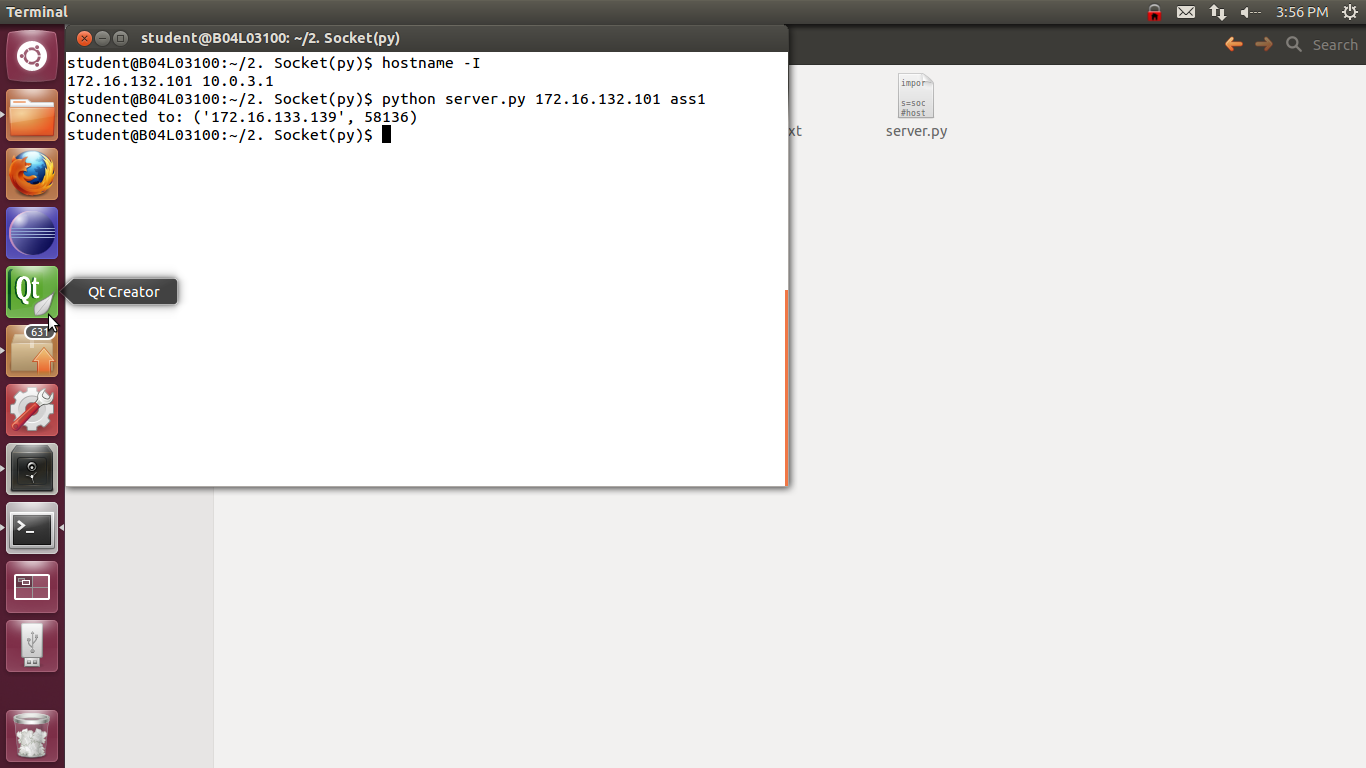 Terminal
3:56 PM
student@B04L03100: ~/2. Socket(py)
Search
student@B04L03100:~/2. Socket(py)$ hostname -I
172.16.132.101 10.0.3.1
student@B04L03100:~/2. Socket(py)$ python server.py 172.16.132.101 ass1
Connected to: ('172.16.133.139', 58136)
student@B04L03100:~/2. Socket(py)$
impor
s=soc
#host
xt
server.py
Qt
Qt Creator
631
>_